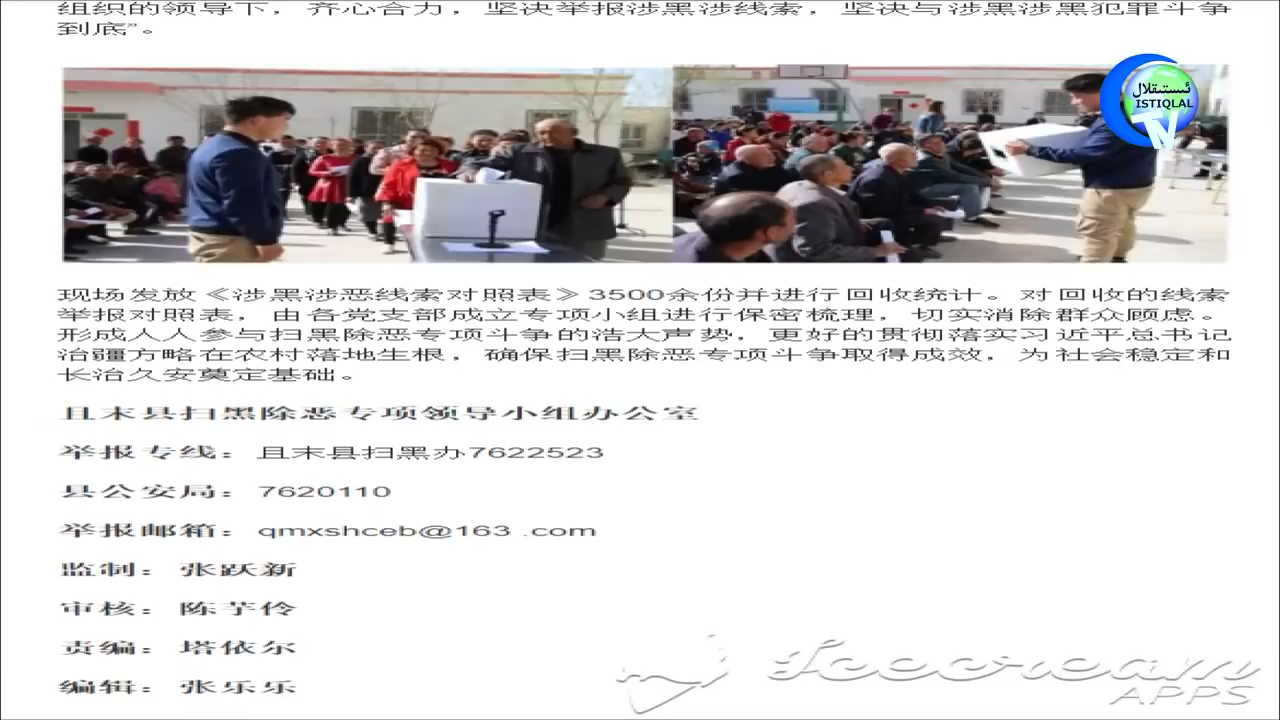 组织的领导下，齐心合力，坚决举报涉黑涉线索，坚决与涉黑涉黑犯罪斗争
到底”。
ئىستىقلال
ISTIQLAL
TV
现场发放《涉黑涉恶线索对照表》3500余份并进行回收统计。对回收的线索
举报对照表，由各党支部成立专项小组进行保密梳理，切实消除群众顾虑。
形成人人参与扫黑除恶专项斗争的浩大声势，更好的贯彻落实习近平总书记
治疆方略在农村落地生根，确保扫黑除恶专项斗争取得成效，为社会稳定和
长治久安奠定基础。
且末县扫黑除恶专项领导小组办公室
举报专线：且末县扫黑办7622523
县公安局：7620110
举报邮箱：qmxshceb@163 .com
监制：张跃新
审核：陈芋伶
责编：塔依尔
编辑：张乐乐
Icecream
APPS